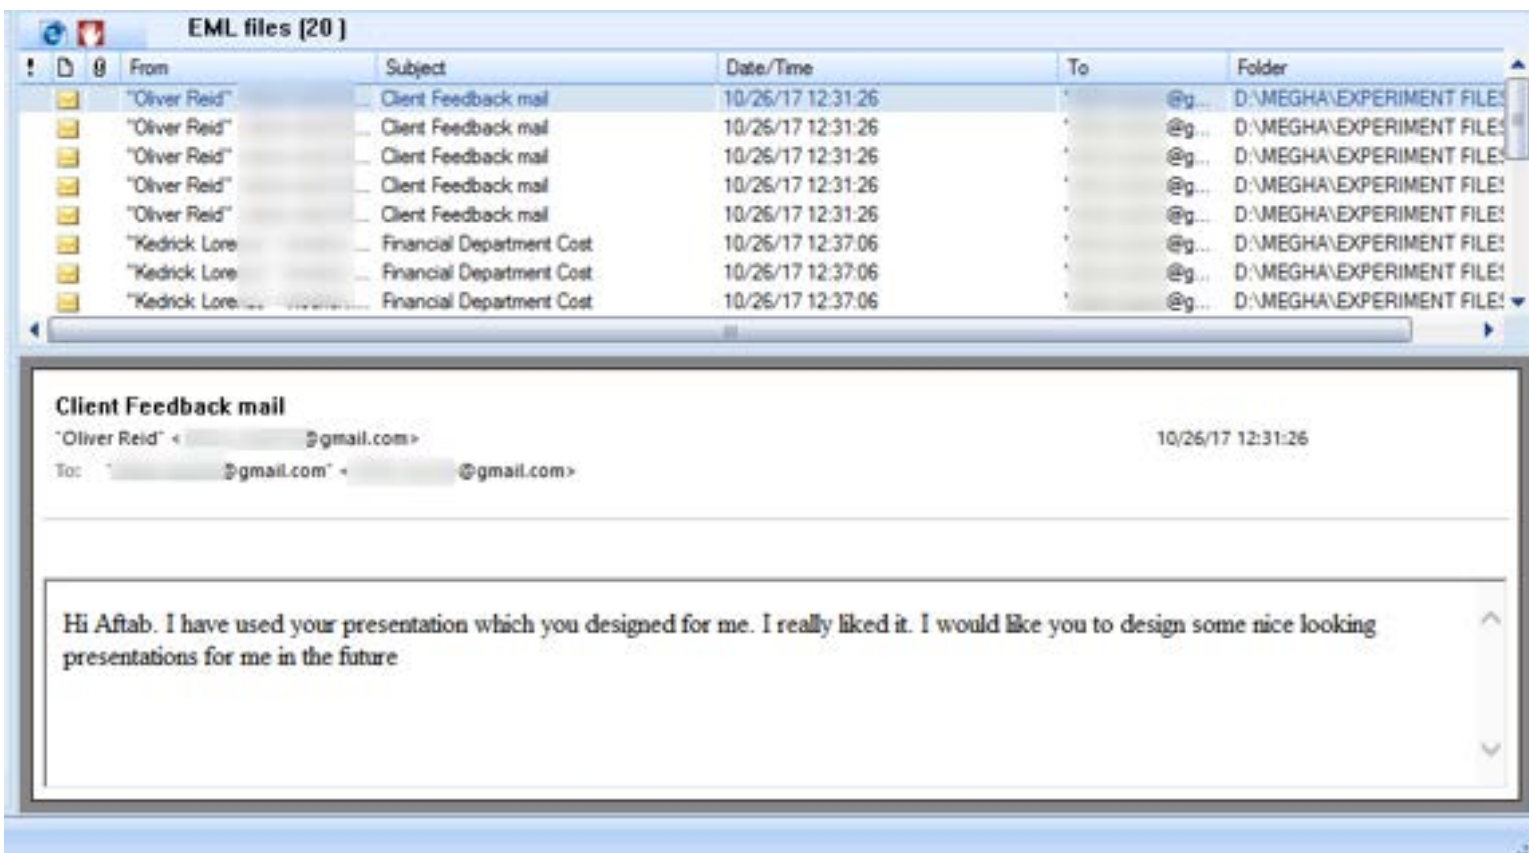 EML files (20 )
! From Subject Date/Time To Folder
"Oliver Reid" ... Client Feedback mail 10/26/17 12:31:26 " @g... D:\MEGHA\EXPERIMENT FILES
"Oliver Reid" ... Client Feedback mail 10/26/17 12:31:26 " @g... D:\MEGHA\EXPERIMENT FILES
"Oliver Reid" ... Client Feedback mail 10/26/17 12:31:26 " @g... D:\MEGHA\EXPERIMENT FILES
"Oliver Reid" ... Client Feedback mail 10/26/17 12:31:26 " @g... D:\MEGHA\EXPERIMENT FILES
"Oliver Reid" ... Client Feedback mail 10/26/17 12:31:26 " @g... D:\MEGHA\EXPERIMENT FILES
"Kedrick Lore ... Financial Department Cost 10/26/17 12:37:06 " @g... D:\MEGHA\EXPERIMENT FILES
"Kedrick Lore ... Financial Department Cost 10/26/17 12:37:06 " @g... D:\MEGHA\EXPERIMENT FILES
"Kedrick Lore ... Financial Department Cost 10/26/17 12:37:06 " @g... D:\MEGHA\EXPERIMENT FILES
Client Feedback mail
"Oliver Reid" < @gmail.com> 10/26/17 12:31:26
To: " @gmail.com" < @gmail.com>
Hi Aftab. I have used your presentation which you designed for me. I really liked it. I would like you to design some nice looking
presentations for me in the future